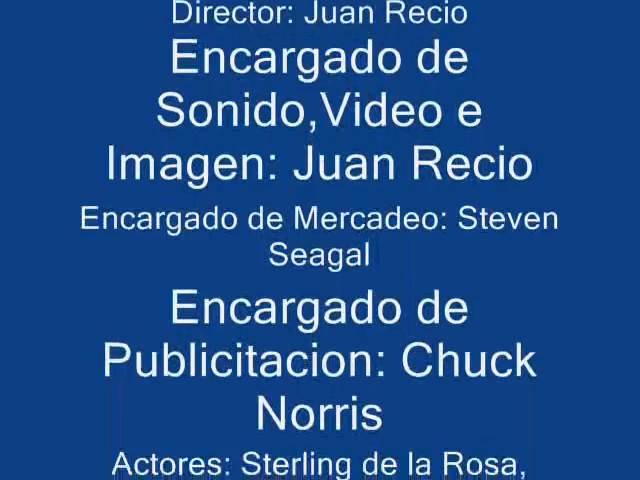 Director: Juan Recio
Encargado de
Sonido,Video e
Imagen: Juan Recio
Encargado de Mercadeo: Steven
Seagal
Encargado de
Publicitacion: Chuck
Norris
Actores: Sterling de la Rosa,